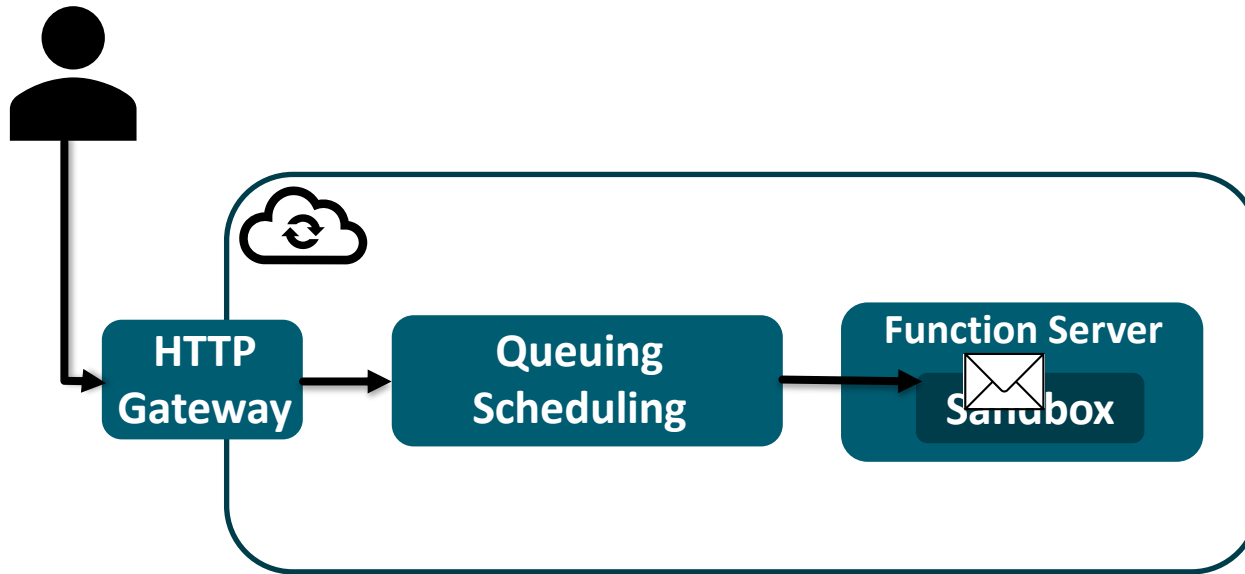 HTTP
Gateway
Queuing
Scheduling
Function Server
Sandbox